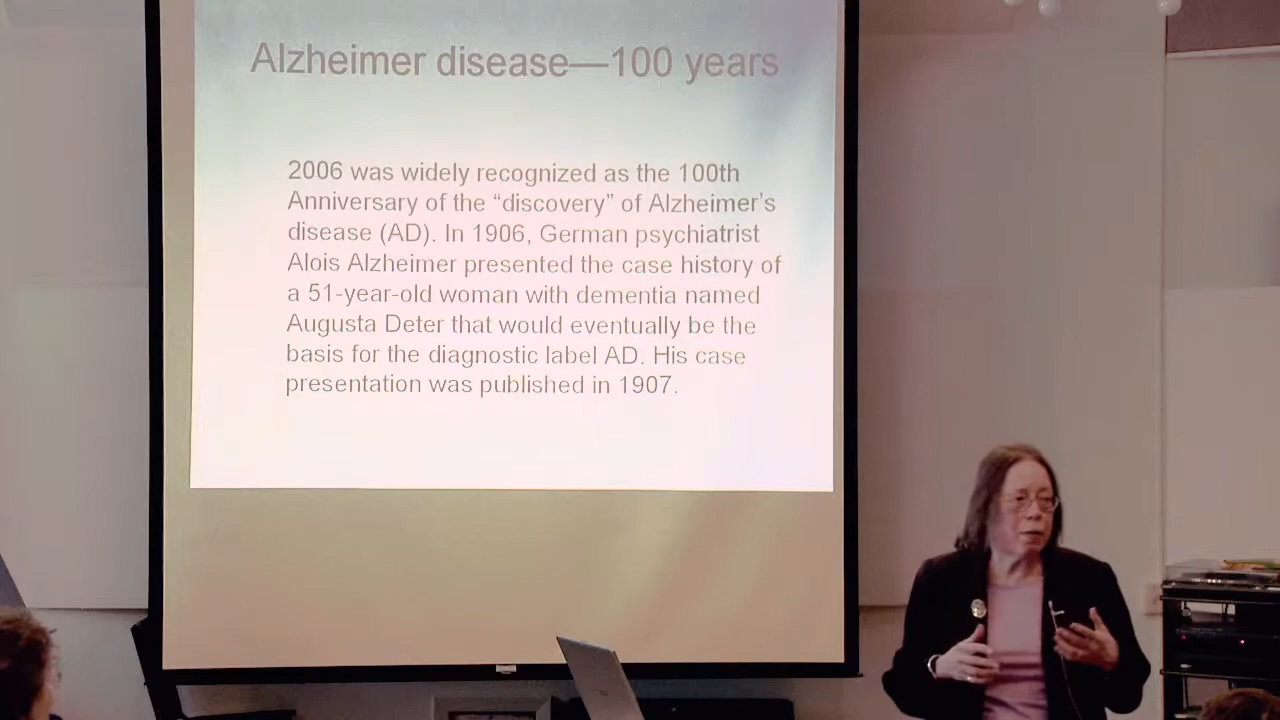 Alzheimer disease—100 years
2006 was widely recognized as the 100th
Anniversary of the “discovery” of Alzheimer’s
disease (AD). In 1906, German psychiatrist
Alois Alzheimer presented the case history of
a 51-year-old woman with dementia named
Augusta Deter that would eventually be the
basis for the diagnostic label AD. His case
presentation was published in 1907.